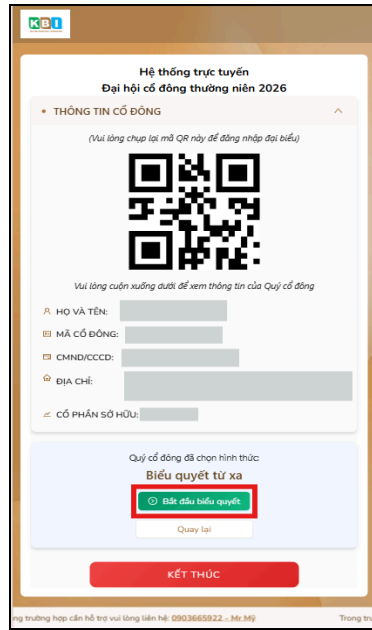 KBI
Hệ thống trực tuyến
Đại hội cổ đông thường niên 2026
THÔNG TIN CỔ ĐÔNG
(Vui lòng chụp lại mã QR này để đăng nhập đại biểu)
Vui lòng cuộn xuống dưới để xem thông tin của Quý cổ đông
HỌ VÀ TÊN:
MÃ CỔ ĐÔNG:
CMND/CCCD:
ĐỊA CHỈ:
CỔ PHẦN SỞ HỮU:
Quý cổ đông đã chọn hình thức:
Biểu quyết từ xa
Bắt đầu biểu quyết
Quay lại
KẾT THÚC
ng trường hợp cần hỗ trợ vui lòng liên hệ: 0903665922 - Mr Mỹ Trong trư